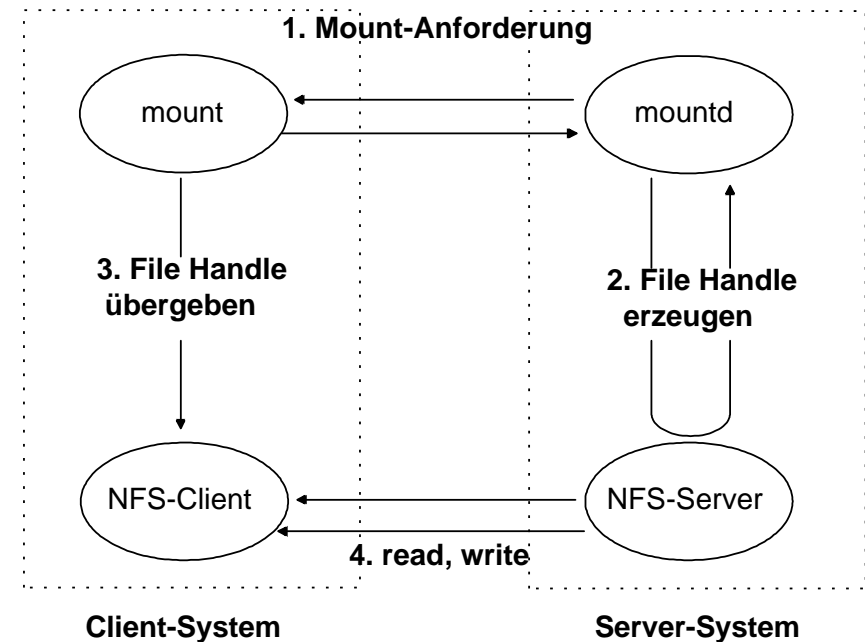 1. Mount-Anforderung
mount
mountd
3. File Handle
übergeben
2. File Handle
erzeugen
NFS-Client
NFS-Server
4. read, write
Client-System
Server-System